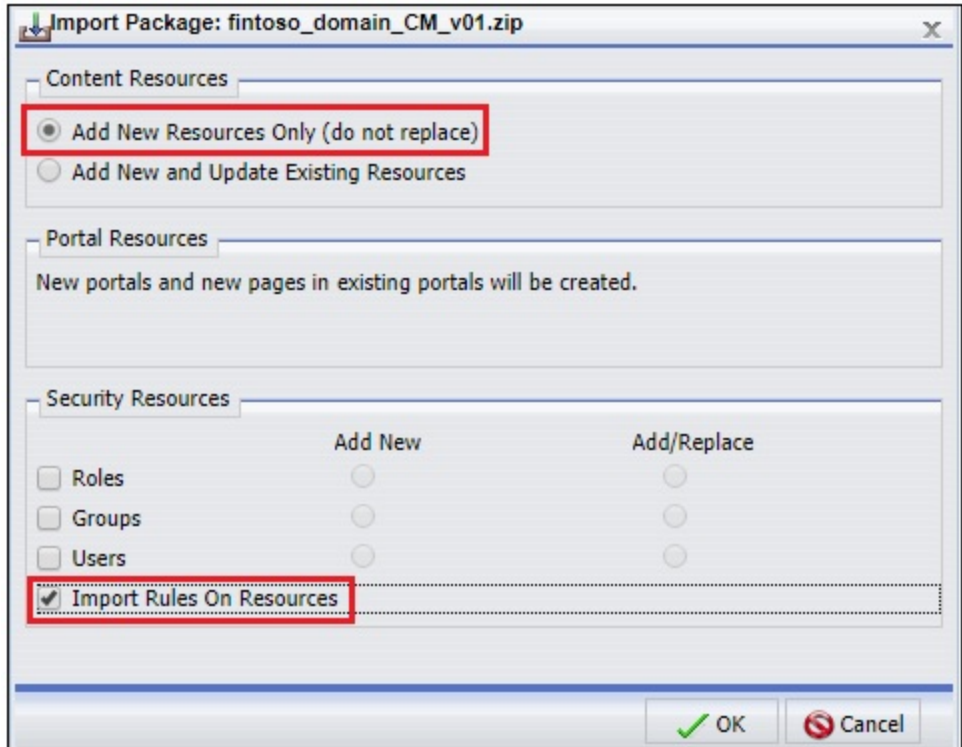 Import Package: fintoso_domain_CM_v01.zip
x
Content Resources
Add New Resources Only (do not replace)
Add New and Update Existing Resources
Portal Resources
New portals and new pages in existing portals will be created.
Security Resources
Add New Add/Replace
Roles
Groups
Users
Import Rules On Resources
OK Cancel